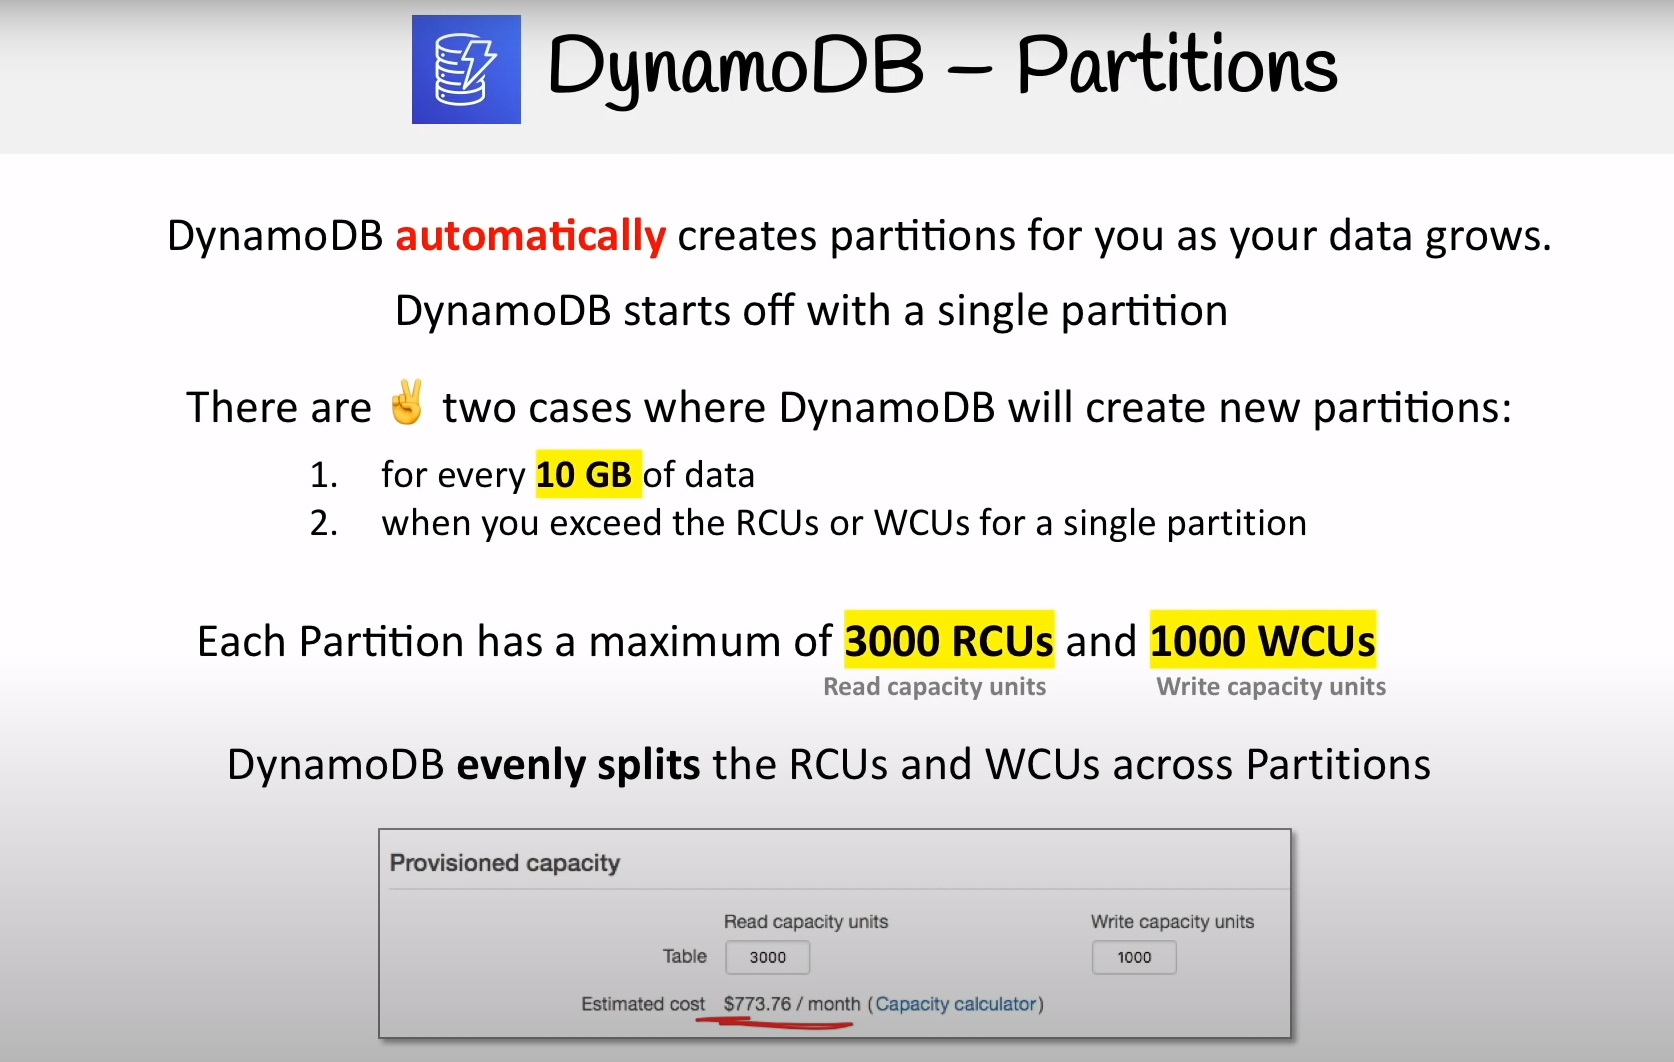 DynamoDB – Partitions
DynamoDB automatically creates partitions for you as your data grows.
DynamoDB starts off with a single partition
There are ✌️ two cases where DynamoDB will create new partitions:
1. for every 10 GB of data
2. when you exceed the RCUs or WCUs for a single partition
Each Partition has a maximum of 3000 RCUs and 1000 WCUs
Read capacity units Write capacity units
DynamoDB evenly splits the RCUs and WCUs across Partitions
Provisioned capacity
Read capacity units Write capacity units
Table 3000 1000
Estimated cost $773.76 / month (Capacity calculator)